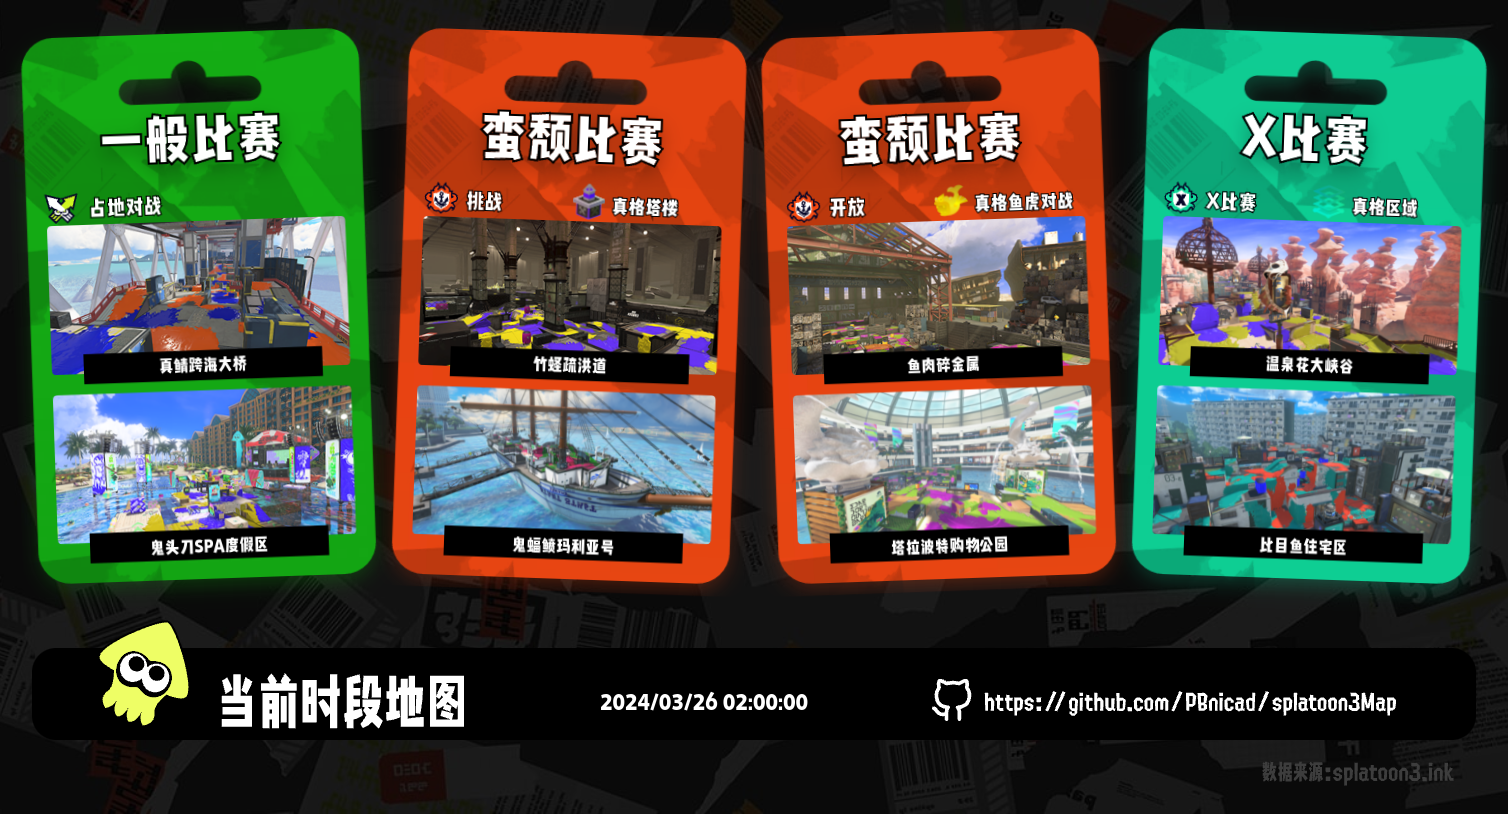 一般比赛
占地对战
真鲭跨海大桥
鬼头刀SPA度假区
蛮颓比赛
挑战
真格塔楼
竹蛏疏洪道
鬼蝠鲼玛利亚号
蛮颓比赛
开放
真格鱼虎对战
鱼肉碎金属
塔拉波特购物公园
X比赛
X比赛
真格区域
温泉花大峡谷
比目鱼住宅区
当前时段地图
2024/03/26 02:00:00
https://github.com/PBnicad/splatoon3Map
数据来源:splatoon3.ink